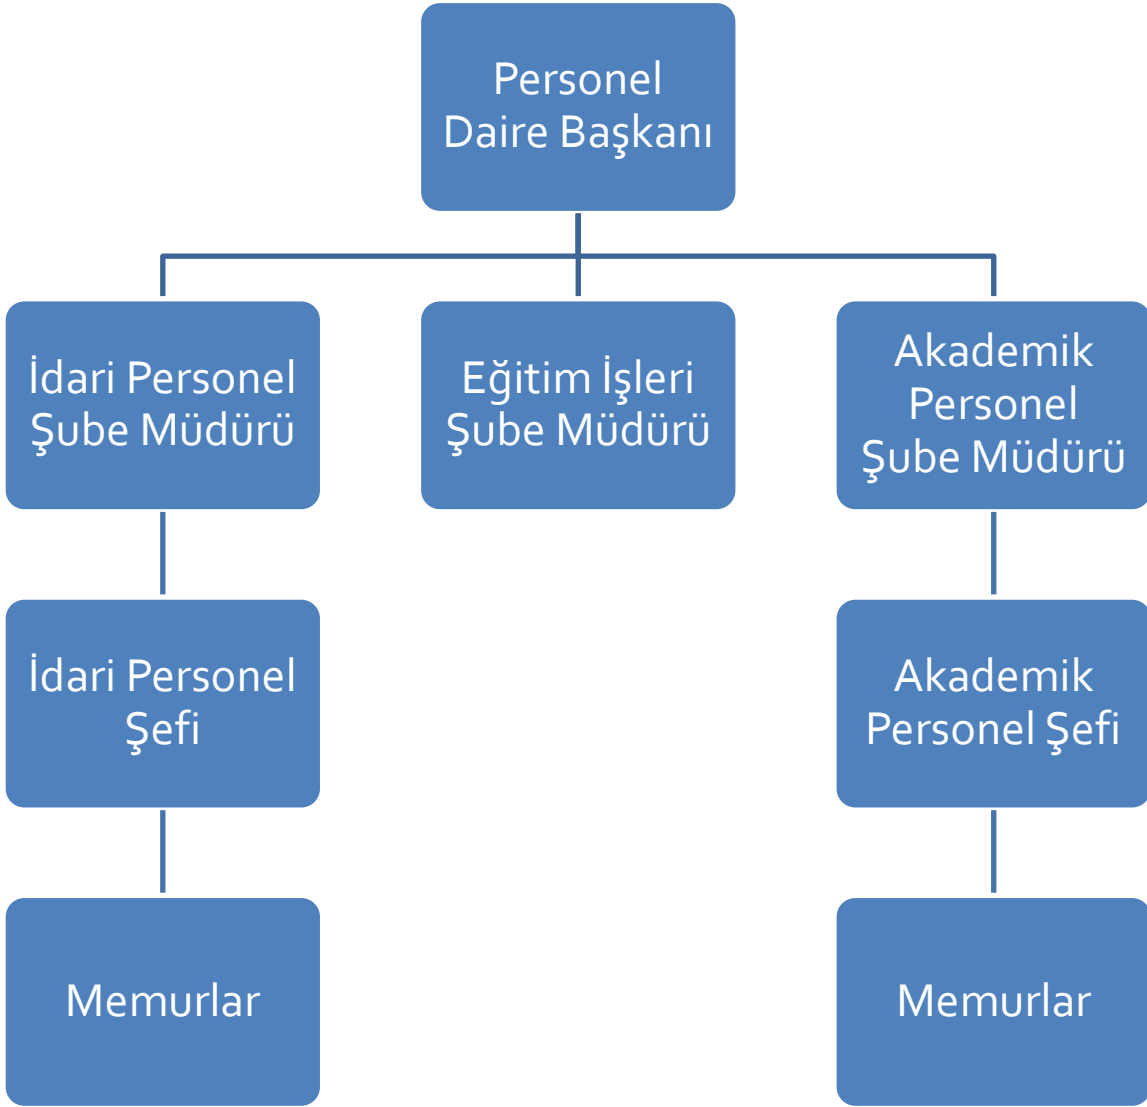 Personel
Daire Başkanı
İdari Personel
Şube Müdürü
Eğitim İşleri
Şube Müdürü
Akademik
Personel
Şube Müdürü
İdari Personel
Şefi
Akademik
Personel Şefi
Memurlar
Memurlar